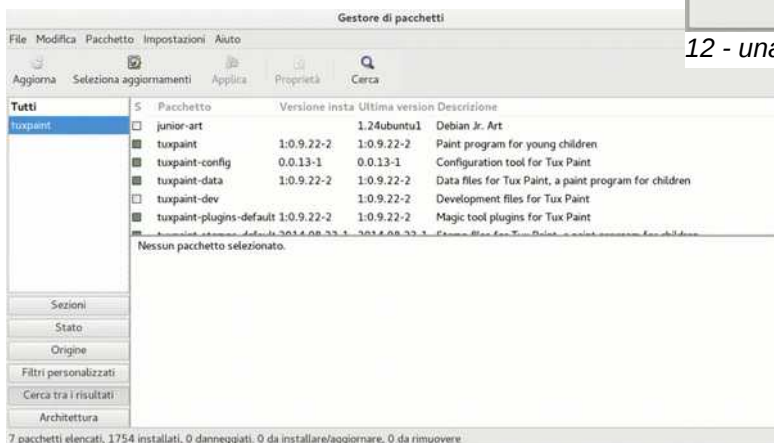 Gestore di pacchetti
12 - una
File Modifica Pacchetto Impostazioni Aiuto
Aggiorna Seleziona aggiornamenti Applica Proprietà Cerca
Tutti
tuxpaint
S Pacchetto Versione insta Ultima version Descrizione
junior-art 1.24ubuntu1 Debian Jr. Art
tuxpaint 1:0.9.22-2 1:0.9.22-2 Paint program for young children
tuxpaint-config 0.0.13-1 0.0.13-1 Configuration tool for Tux Paint
tuxpaint-data 1:0.9.22-2 1:0.9.22-2 Data files for Tux Paint, a paint program for children
tuxpaint-dev 1:0.9.22-2 Development files for Tux Paint
tuxpaint-plugins-default 1:0.9.22-2 1:0.9.22-2 Magic tool plugins for Tux Paint
Nessun pacchetto selezionato.
Sezioni
Stato
Origine
Filtri personalizzati
Cerca tra i risultati
Architettura
7 pacchetti elencati, 1754 installati, 0 danneggiati. 0 da installare/aggiornare, 0 da rimuovere